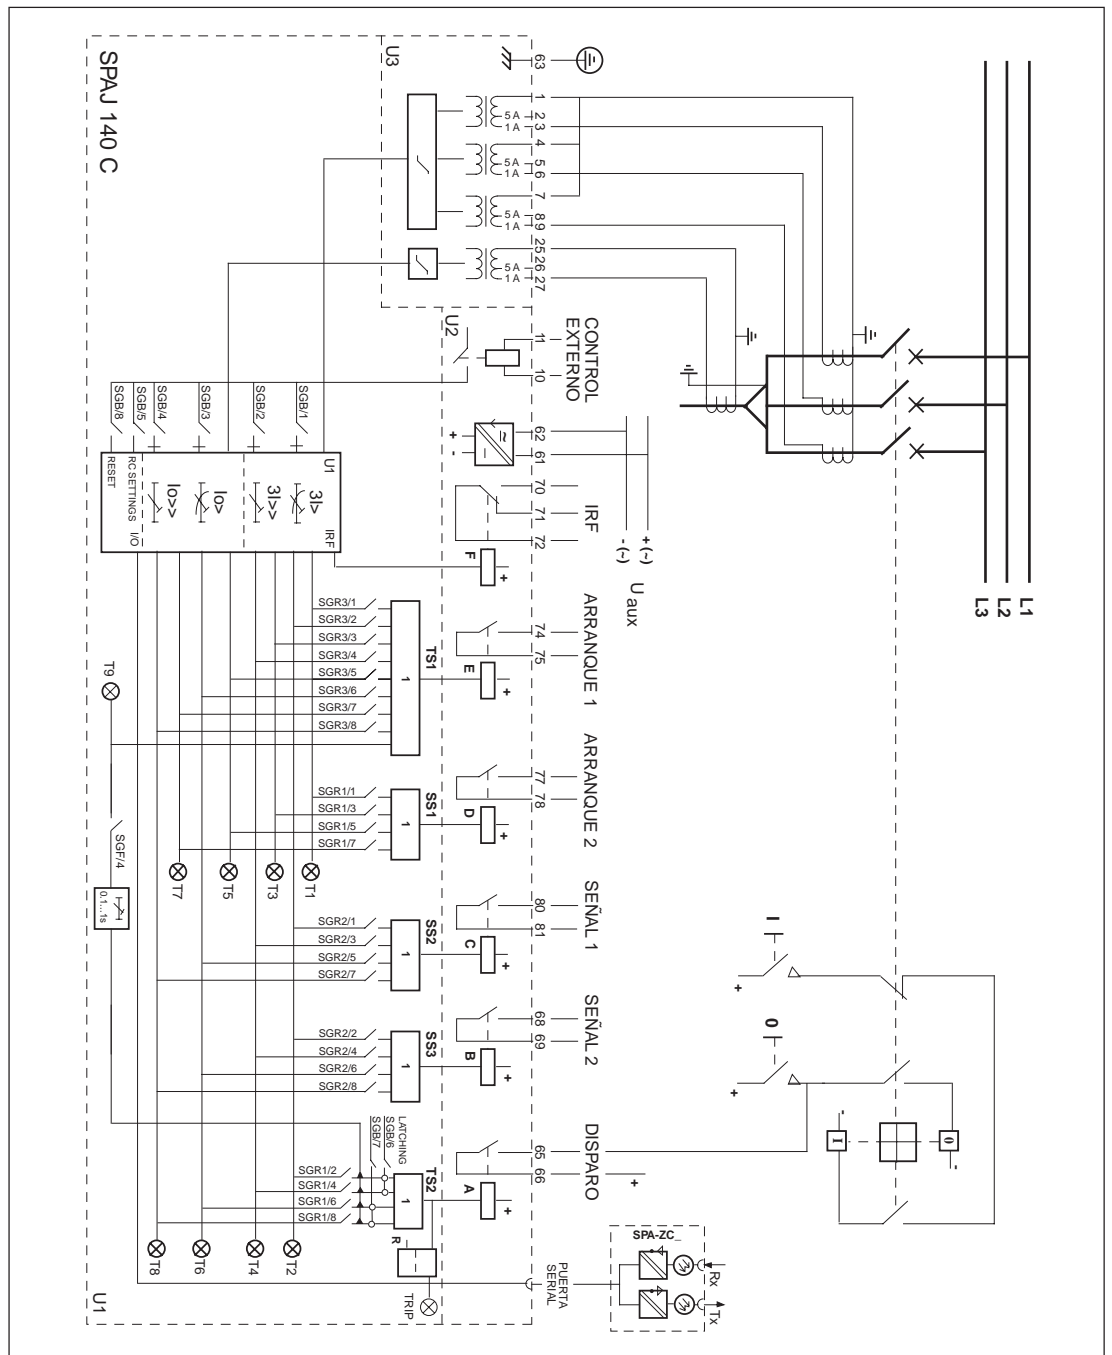 L1
L2
L3
SPAJ 140 C
U3
63
1
2
3
4
5
6
7
8
9
25
26
27
5 A
1 A
5 A
1 A
5 A
1 A
5 A
1 A
U2
11
10
CONTROL
EXTERNO
62
61
+ (~)
- (~)
U aux
~
+
-
70
71
72
IRF
F
+
74
75
ARRANQUE 1
E
+
77
78
ARRANQUE 2
D
+
80
81
SEÑAL 1
C
+
68
69
SEÑAL 2
B
+
65
66
DISPARO
A
+
+
SGB/8
SGB/5
SGB/4
SGB/3
SGB/2
SGB/1
U1
RESET
RC SETTINGS
I/O
Io>>
Io>
3I>>
3I>
IRF
SGR3/1
SGR3/2
SGR3/3
SGR3/4
SGR3/5
SGR3/6
SGR3/7
SGR3/8
TS1
1
T9
SGR1/1
SGR1/3
SGR1/5
SGR1/7
SS1
1
T7
T5
T3
T1
SGF/4
0.1...1s
SGR2/1
SGR2/3
SGR2/5
SGR2/7
SS2
1
SGR2/2
SGR2/4
SGR2/6
SGR2/8
SS3
1
LATCHING
SGB/6
SGB/7
SGR1/2
SGR1/4
SGR1/6
SGR1/8
TS2
1
R
TRIP
T8
T6
T4
T2
U1
PUERTA
SERIAL
SPA-ZC_
Rx
Tx
I
+
0
+
I
-
0
-